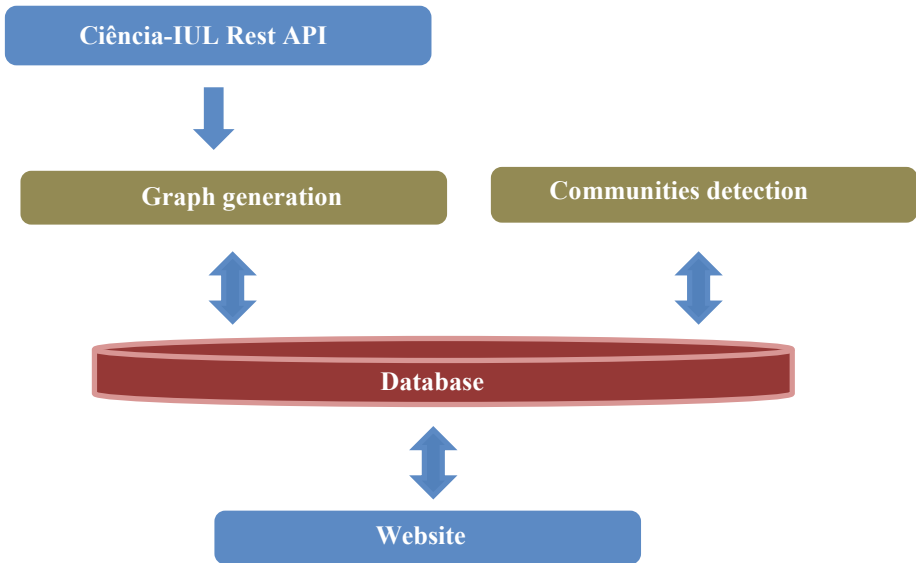 Ciência-IUL Rest API
Graph generation
Communities detection
Database
Website